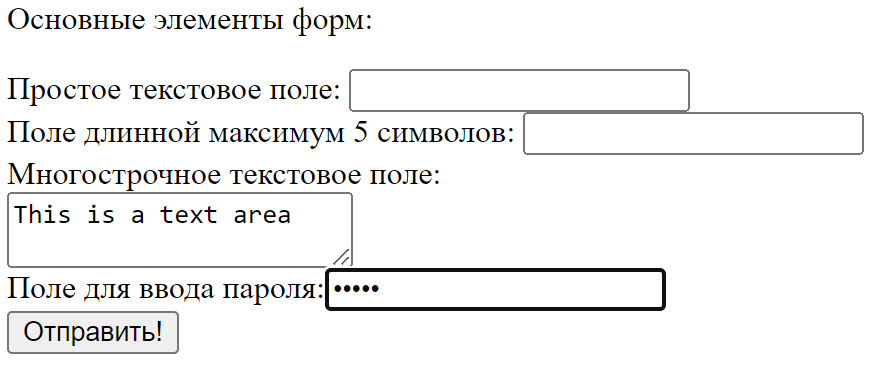 Основные элементы форм:
Простое текстовое поле:
Поле длинной максимум 5 символов:
Многострочное текстовое поле:
This is a text area
Поле для ввода пароля: •••••
Отправить!